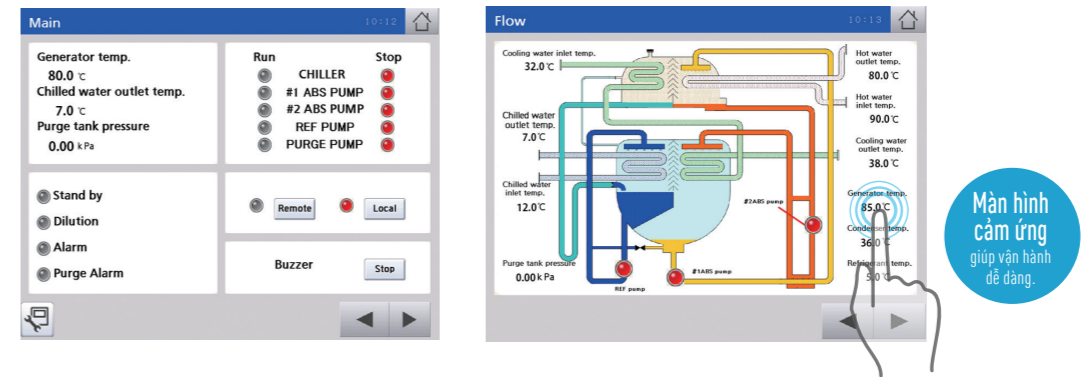 Main
10:12
Generator temp.
80.0 ℃
Chilled water outlet temp.
7.0 ℃
Purge tank pressure
0.00 kPa
Run Stop
CHILLER
#1 ABS PUMP
#2 ABS PUMP
REF PUMP
PURGE PUMP
Stand by
Dilution
Alarm
Purge Alarm
Remote
Local
Buzzer
Stop
Flow
10:13
Cooling water inlet temp.
32.0℃
Chilled water
outlet temp.
7.0℃
Chilled water
inlet temp.
12.0℃
Purge tank pressure
0.00 k Pa
REF pump
#1ABS pump
#2ABS pump
Hot water
outlet temp.
80.0 ℃
Hot water
inlet temp.
90.0℃
Cooling water
outlet temp.
38.0 ℃
Generator temp.
85.0℃
Condenser temp.
36.0 ℃
Refrigerant temp.
5.0 ℃
Màn hình
cảm ứng
giúp vận hành
dễ dàng.